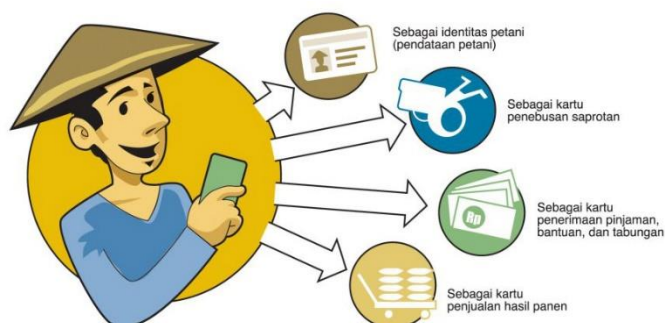 Sebagai identitas petani
(pendataan petani)
Sebagai kartu
penebusan saprotan
Rp
Sebagai kartu
penerimaan pinjaman,
bantuan, dan tabungan
Sebagai kartu
penjualan hasil panen